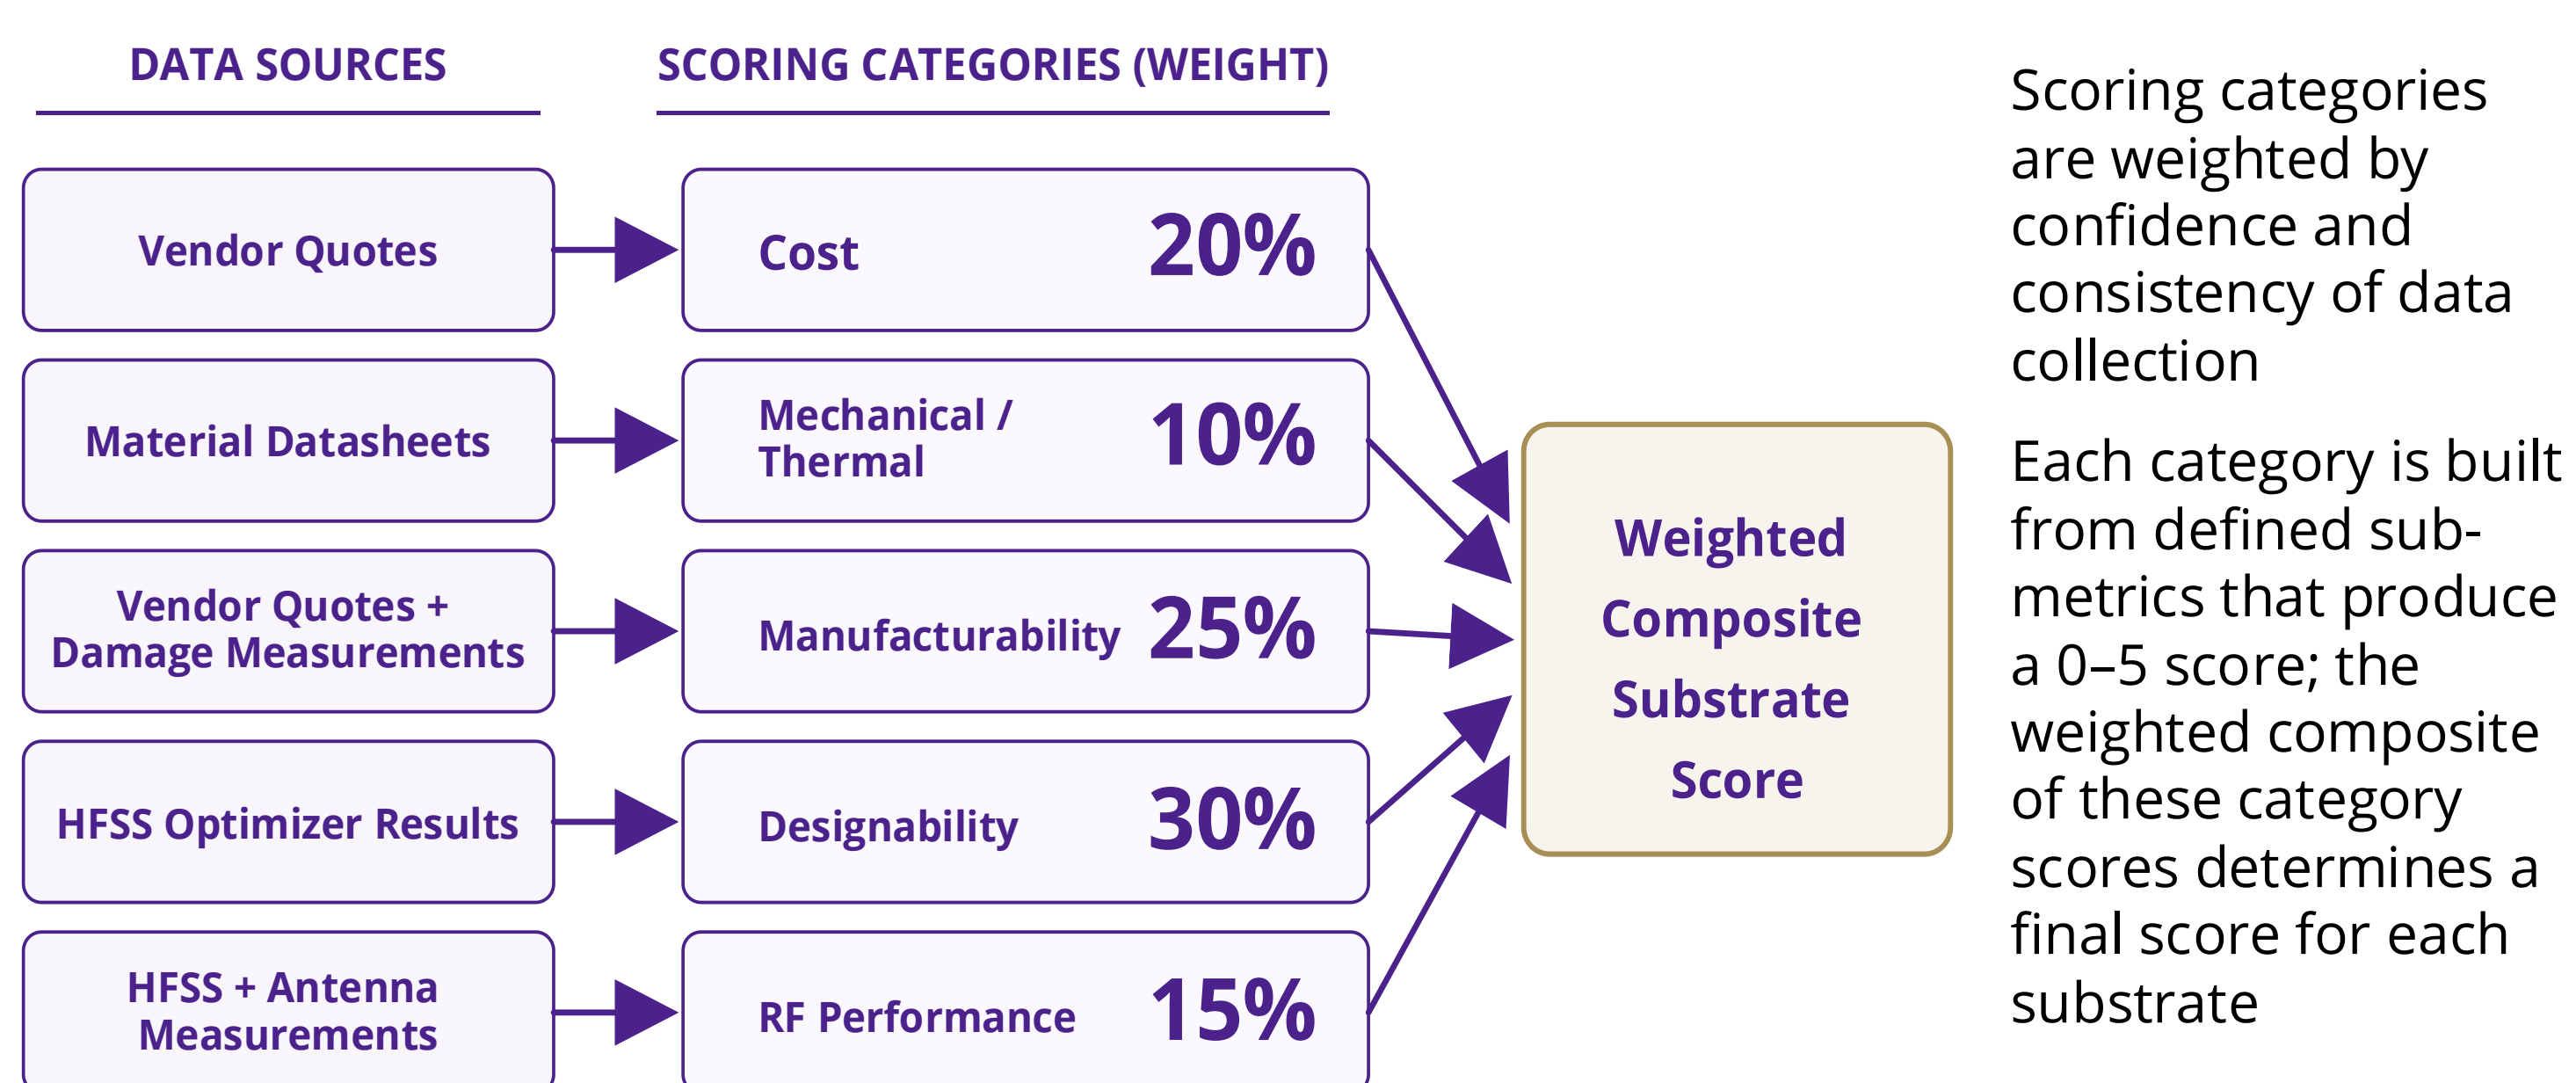 DATA SOURCES
SCORING CATEGORIES (WEIGHT)
Vendor Quotes
Cost
20%
Material Datasheets
Mechanical /
Thermal
10%
Vendor Quotes +
Damage Measurements
Manufacturability
25%
HFSS Optimizer Results
Designability
30%
HFSS + Antenna
Measurements
RF Performance
15%
Weighted
Composite
Substrate
Score
Scoring categories
are weighted by
confidence and
consistency of data
collection
Each category is built
from defined sub-
metrics that produce
a 0–5 score; the
weighted composite
of these category
scores determines a
final score for each
substrate